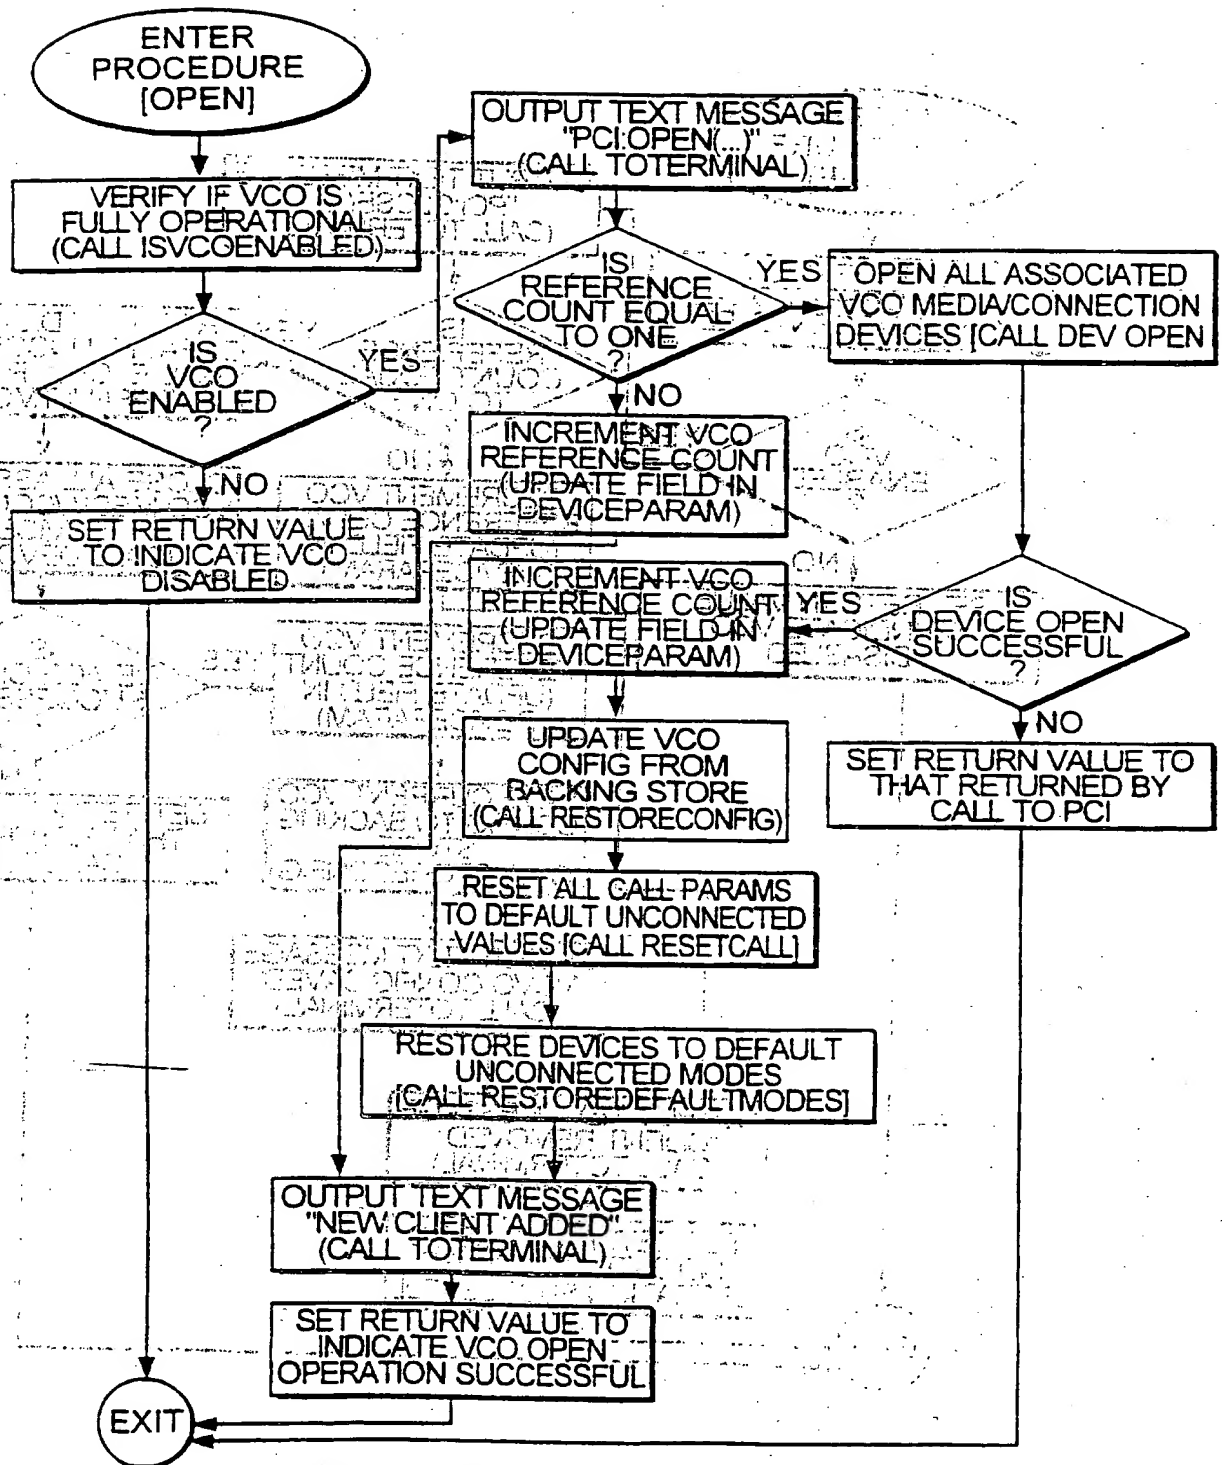 ENTER
PROCEDURE
[OPEN]
VERIFY IF VCO IS
FULLY OPERATIONAL
(CALL ISVCOENABLED)
IS
VCO
ENABLED
?
YES
NO
SET RETURN VALUE
TO INDICATE VCO
DISABLED
OUTPUT TEXT MESSAGE
"PCI:OPEN(...)"
(CALL TOTERMINAL)
IS
REFERENCE
COUNT EQUAL
TO ONE
?
YES
NO
OPEN ALL ASSOCIATED
VCO MEDIA/CONNECTION
DEVICES [CALL DEV OPEN
INCREMENT VCO
REFERENCE COUNT
(UPDATE FIELD IN
DEVICEPARAM)
IS
DEVICE OPEN
SUCCESSFUL
?
YES
NO
INCREMENT VCO
REFERENCE COUNT
(UPDATE FIELD IN
DEVICEPARAM)
SET RETURN VALUE TO
THAT RETURNED BY
CALL TO PCI
UPDATE VCO
CONFIG FROM
BACKING STORE
(CALL RESTORECONFIG)
RESET ALL CALL PARAMS
TO DEFAULT UNCONNECTED
VALUES [CALL RESETCALL]
RESTORE DEVICES TO DEFAULT
UNCONNECTED MODES
[CALL RESTOREDEFAULTMODES]
OUTPUT TEXT MESSAGE
"NEW CLIENT ADDED"
(CALL TOTERMINAL)
SET RETURN VALUE TO
INDICATE VCO OPEN
OPERATION SUCCESSFUL
EXIT